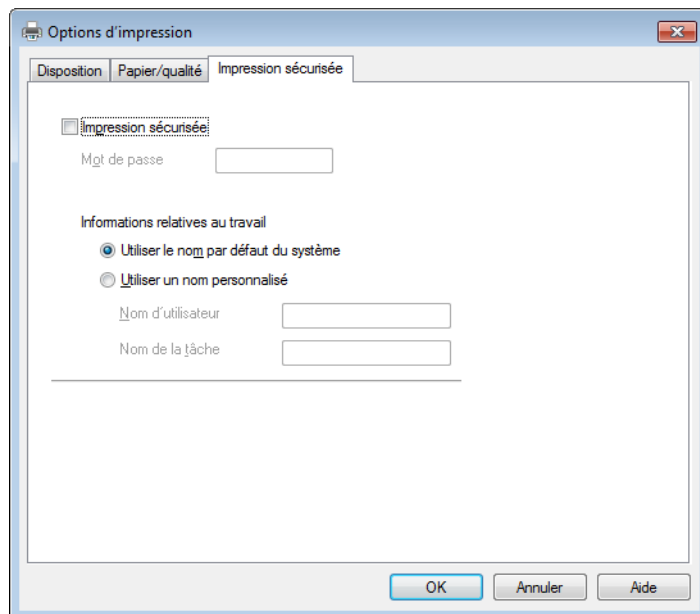 Options d'impression
Disposition Papier/qualité Impression sécurisée
Impression sécurisée
Mot de passe
Informations relatives au travail
Utiliser le nom par défaut du système
Utiliser un nom personnalisé
Nom d'utilisateur
Nom de la tâche
OK Annuler Aide